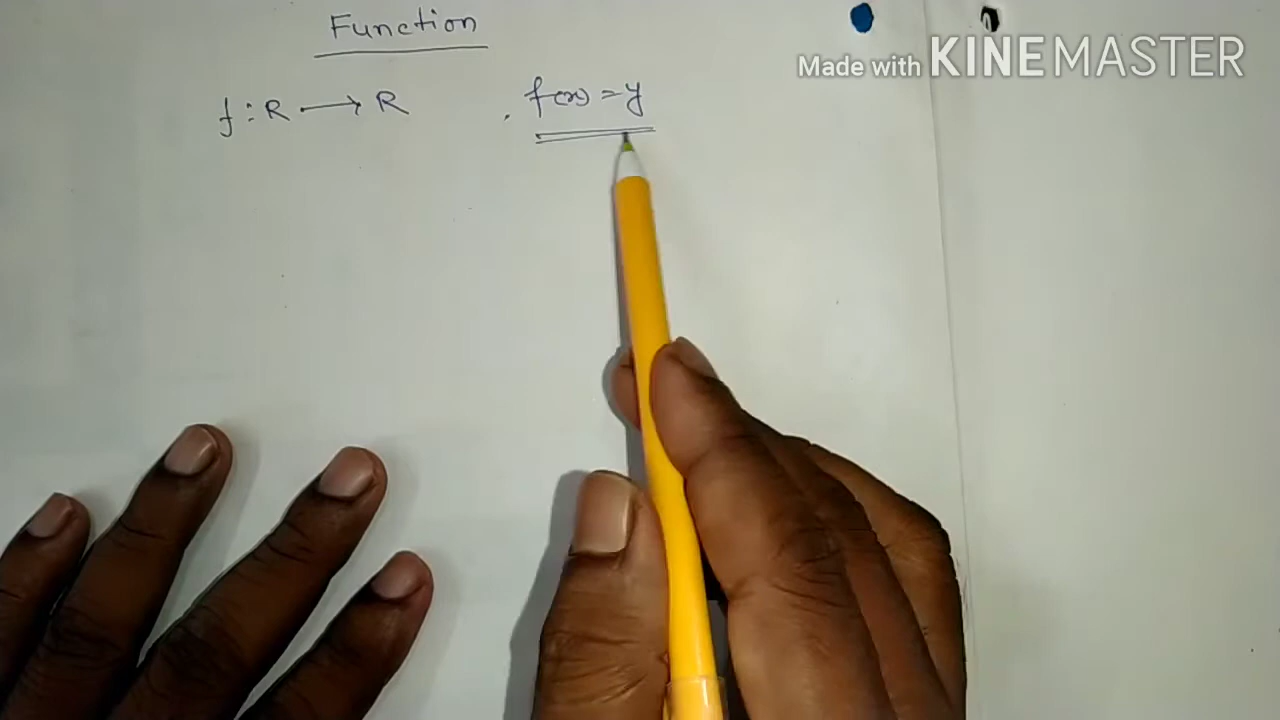 Function
Made with KINEMASTER
f : R ⟶ R , f(x) = y